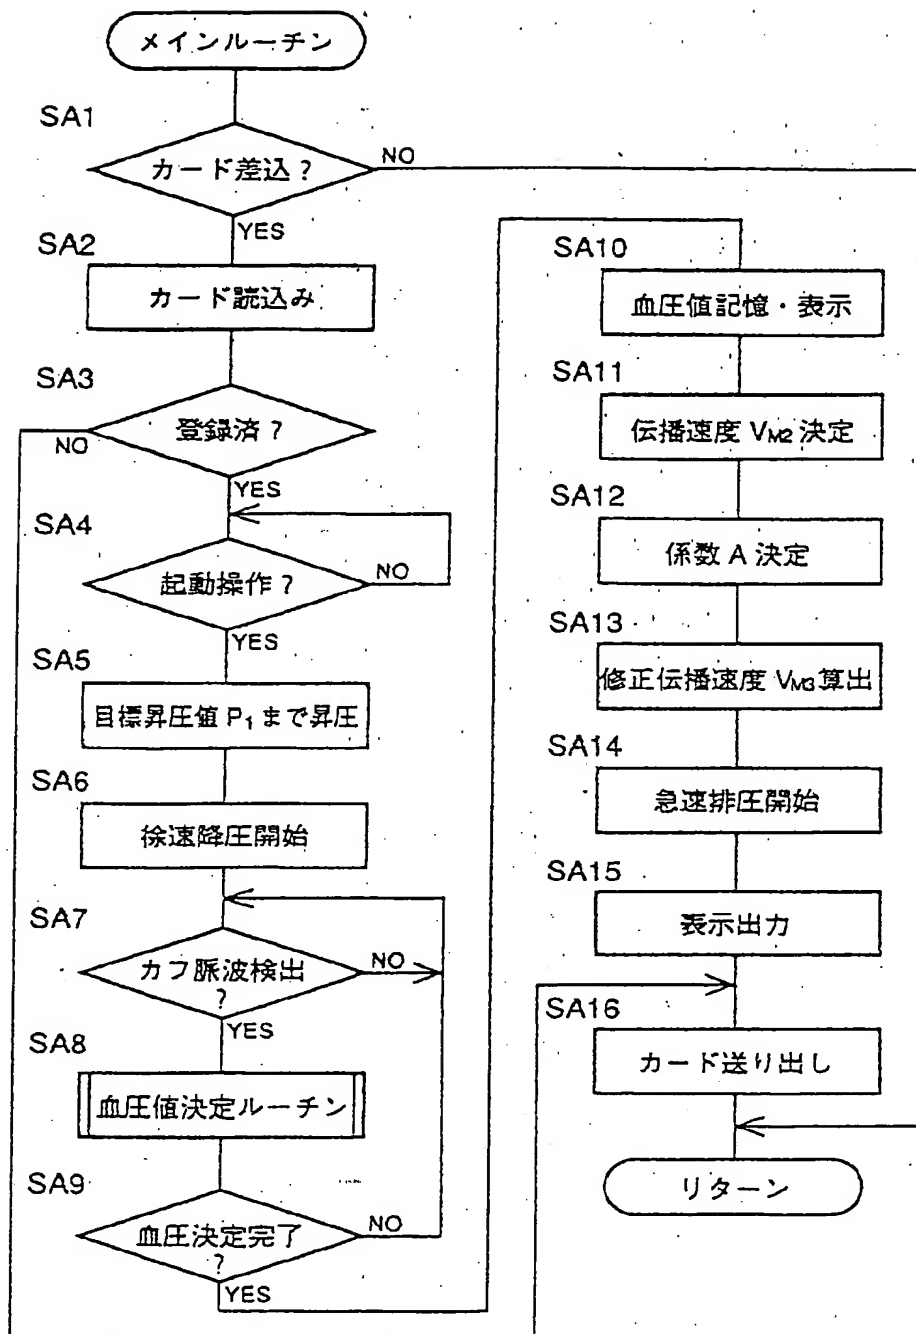 メインルーチン
SA1
カード差込?
NO
YES
SA2
カード読込み
SA3
登録済?
NO
YES
SA4
起動操作?
NO
YES
SA5
目標昇圧値 P1 まで昇圧
SA6
徐速降圧開始
SA7
カフ脈波検出
?
NO
YES
SA8
血圧値決定ルーチン
SA9
血圧決定完了
?
NO
YES
SA10
血圧値記憶・表示
SA11
伝播速度 VM2 決定
SA12
係数 A 決定
SA13
修正伝播速度 VM3 算出
SA14
急速排圧開始
SA15
表示出力
SA16
カード送り出し
リターン